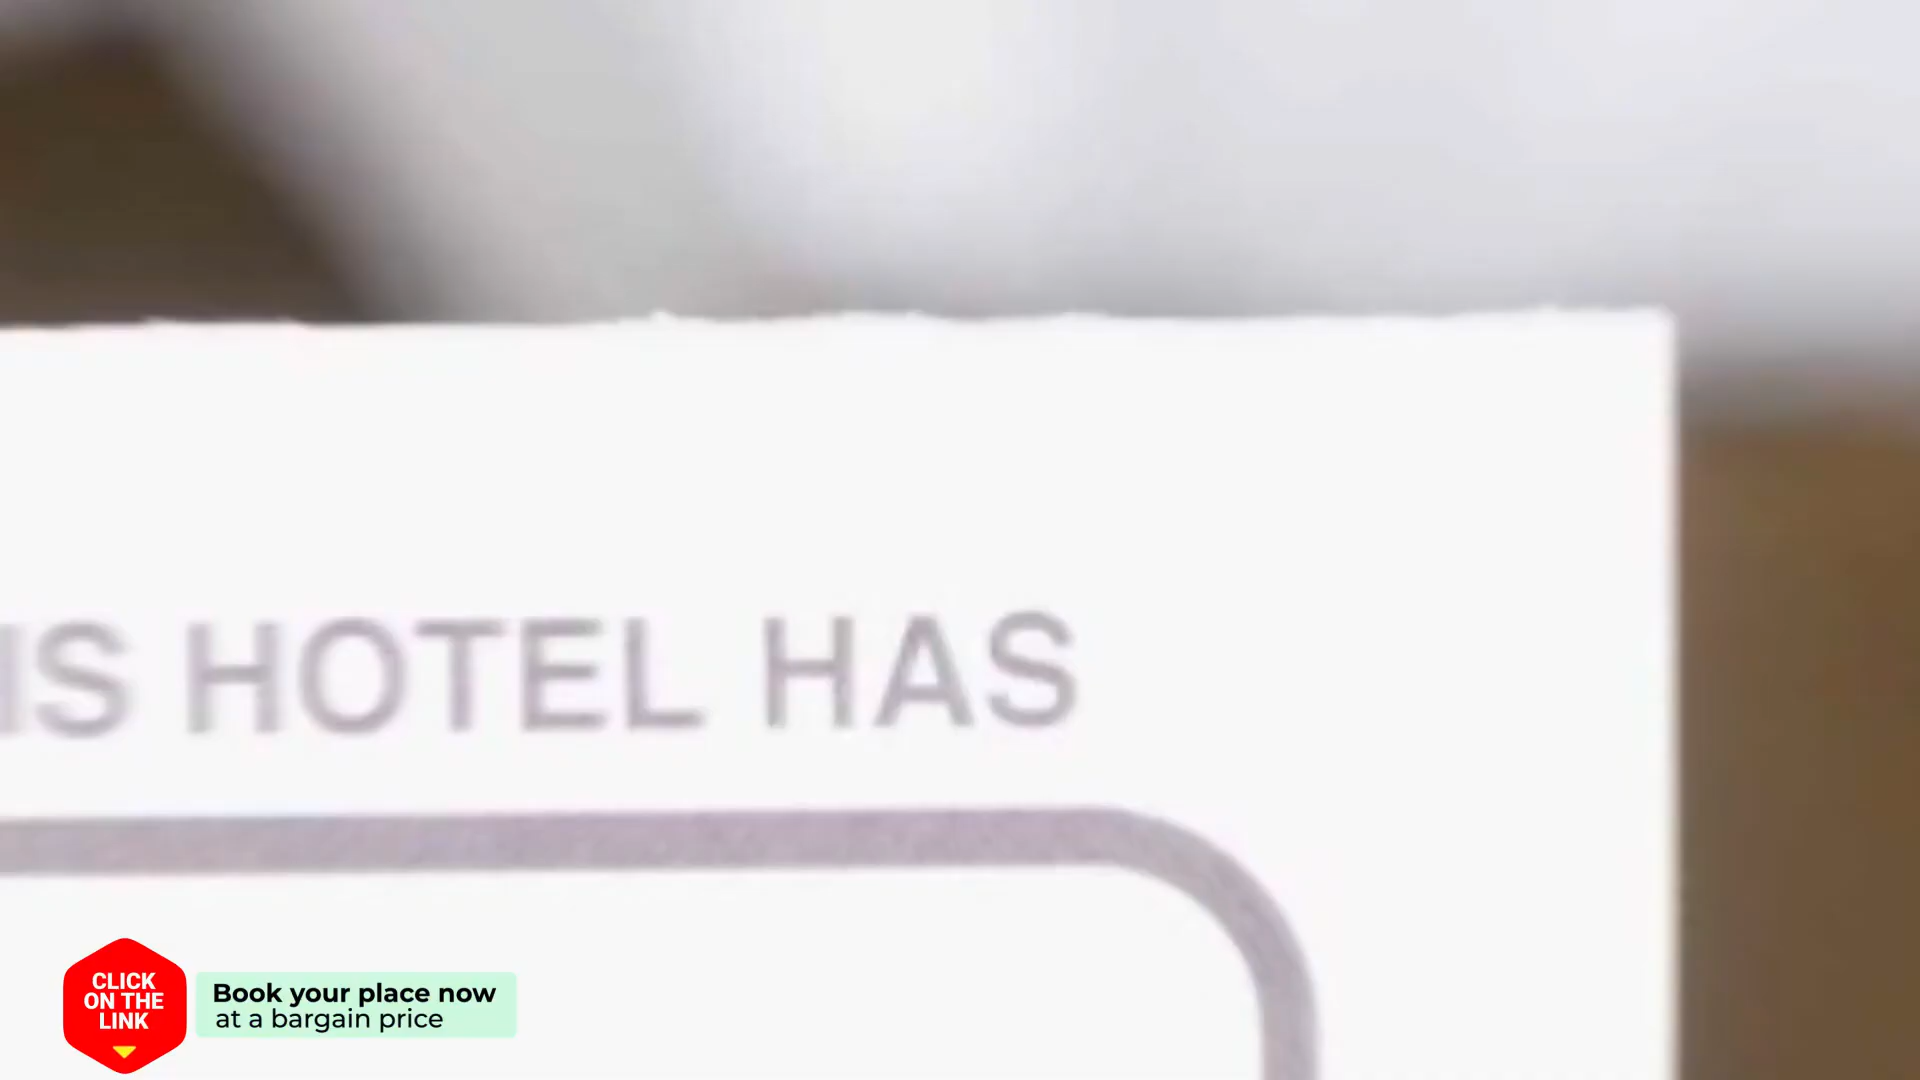 HOTEL HAS
CLICK
ON THE
LINK
Book your place now
at a bargain price